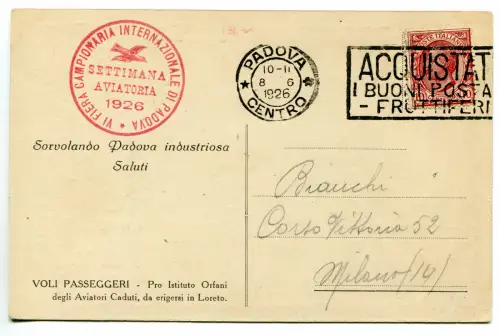 VI FIERA CAMPIONARIA INTERNAZIONALE DI PADOVA
SETTIMANA
AVIATORIA
1926
PADOVA
10-11
8 6
1926
CENTRO
POSTE ITALIANE
ACQUISTAT
I BUONI POSTA
- FRUTTIFERI
Sorvolando Padova industriosa
Saluti
Bianchi
Corso Vittoria 52
Milano (14)
VOLI PASSEGGERI - Pro Istituto Orfani
degli Aviatori Caduti, da erigersi in Loreto.